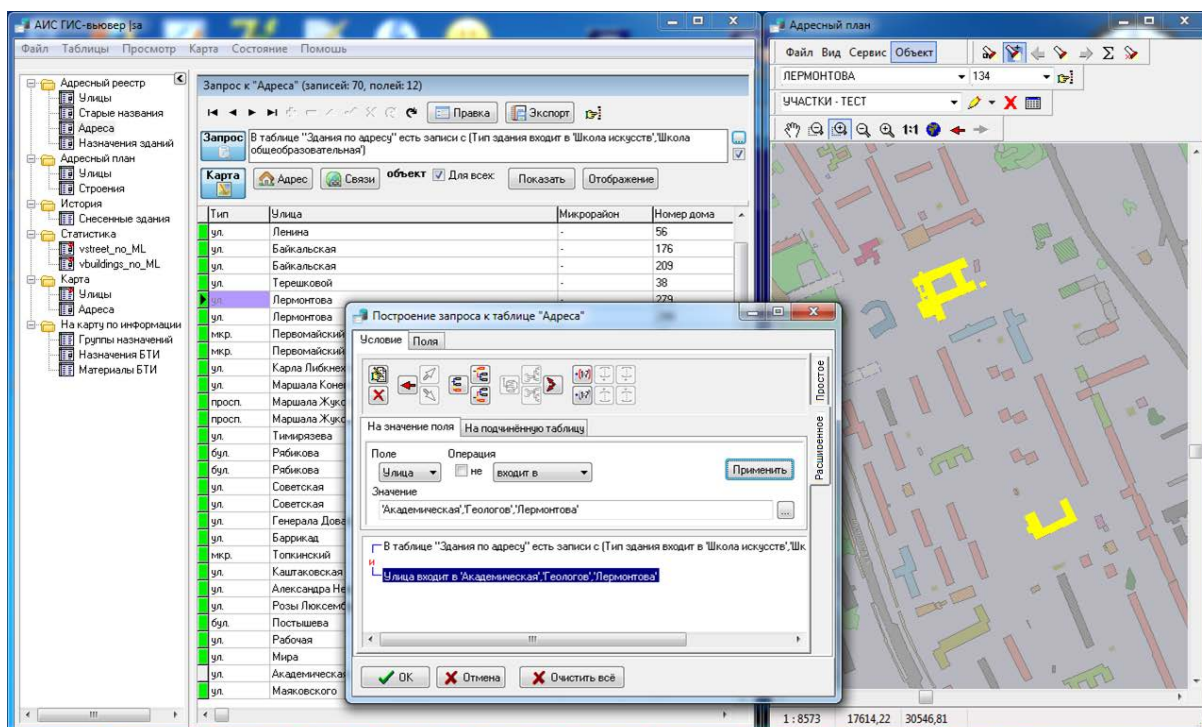 АИС ГИС-вьювер |sa
Файл Таблицы Просмотр Карта Состояние Помощь
Адресный реестр
Улицы
Старые названия
Адреса
Назначения зданий
Адресный план
Улицы
Строения
История
Снесенные здания
Статистика
vstreet_no_ML
vbuildings_no_ML
Карта
Улицы
Адреса
На карту по информации
Группы назначений
Назначения БТИ
Материалы БТИ
Запрос к "Адреса" (записей: 70, полей: 12)
Правка Экспорт
Запрос
В таблице "Здания по адресу" есть записи с (Тип здания входит в 'Школа искусств','Школа
общеобразовательная')
Карта Адрес Связи объект Для всех: Показать Отображение
Тип Улица Микрорайон Номер дома
ул. Ленина - 56
ул. Байкальская - 176
ул. Байкальская - 209
ул. Терешковой - 38
ул. Лермонтова - 279
ул. Лермонтова
мкр. Первомайский
мкр. Первомайский
ул. Карла Либкнех
ул. Маршала Коне
просп. Маршала Жук
просп. Маршала Жук
ул. Тимирязева
бул. Рябикова
бул. Рябикова
ул. Советская
ул. Советская
ул. Генерала Дова
ул. Баррикад
мкр. Топкинский
ул. Каштаковская
ул. Александра Не
ул. Розы Люксемб
бул. Постышева
ул. Рабочая
ул. Мира
ул. Академическа
ул. Маяковского
Построение запроса к таблице "Адреса"
Условие Поля
Простое
Расширенное
На значение поля На подчинённую таблицу
Поле Операция
Улица не входит в Применить
Значение
'Академическая','Геологов','Лермонтова' ...
В таблице "Здания по адресу" есть записи с (Тип здания входит в 'Школа искусств','Шк
и
Улица входит в 'Академическая','Геологов','Лермонтова'
OK Отмена Очистить всё
Адресный план
Файл Вид Сервис Объект
ЛЕРМОНТОВА 134
УЧАСТКИ - ТЕСТ
1:1
1 : 8573 17614,22 30546,81